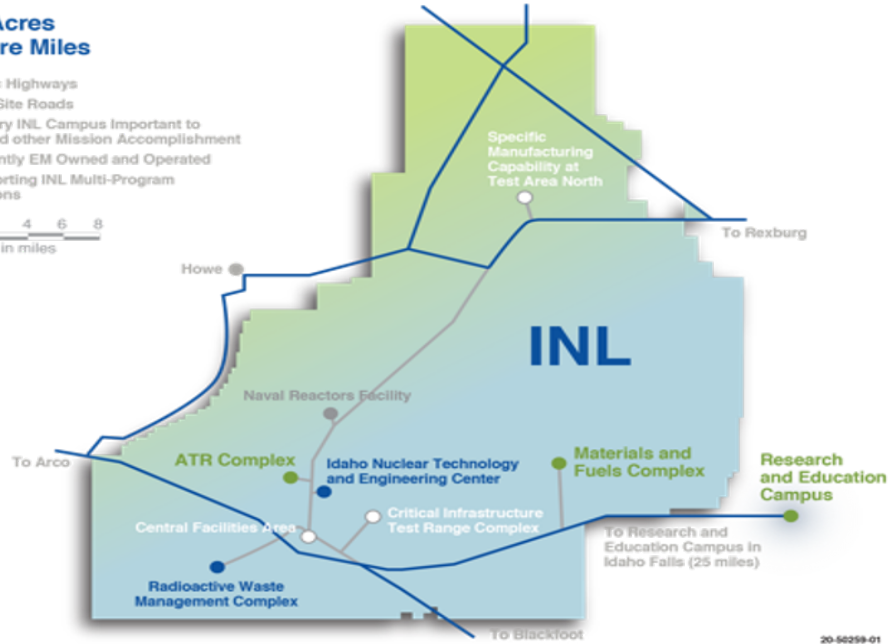 Acres
re Miles
Highways
Site Roads
ry INL Campus Important to
d other Mission Accomplishment
ntly EM Owned and Operated
orting INL Multi-Program
ons
4 6 8
in miles
Specific
Manufacturing
Capability at
Test Area North
To Rexburg
Howe
INL
Naval Reactors Facility
To Arco
ATR Complex
Idaho Nuclear Technology
and Engineering Center
Materials and
Fuels Complex
Research
and Education
Campus
Central Facilities Area
Critical Infrastructure
Test Range Complex
To Research and
Education Campus in
Idaho Falls (25 miles)
Radioactive Waste
Management Complex
To Blackfoot
20-50259-01